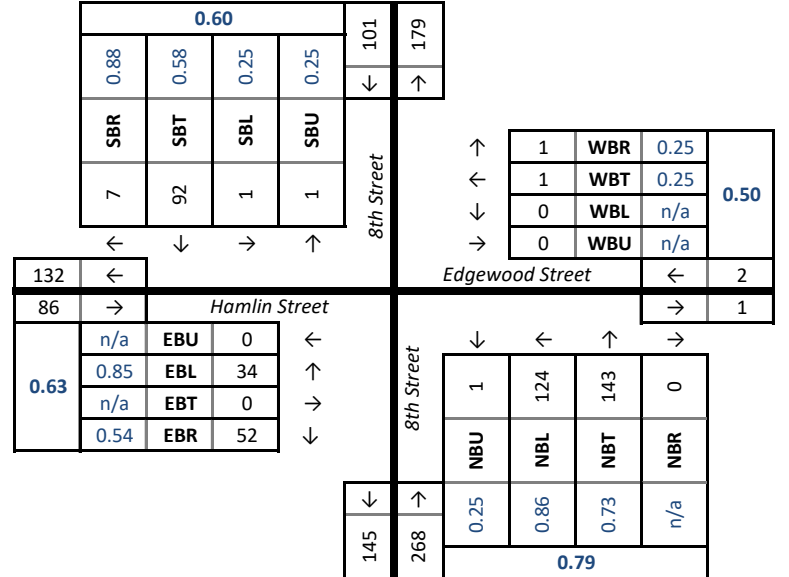 0.60
101
179
0.88
0.58
0.25
0.25
↓
↑
SBR
SBT
SBL
SBU
8th Street
↑ 1 WBR 0.25
← 1 WBT 0.25
↓ 0 WBL n/a
→ 0 WBU n/a
0.50
7
92
1
1
← ↓ → ↑
132 ←
Edgewood Street
← 2
86 →
Hamlin Street
→ 1
n/a EBU 0 ←
0.85 EBL 34 ↑
n/a EBT 0 →
0.54 EBR 52 ↓
0.63
8th Street
↓ ← ↑ →
1
124
143
0
NBU
NBL
NBT
NBR
↓ ↑
145
268
0.25
0.86
0.73
n/a
0.79